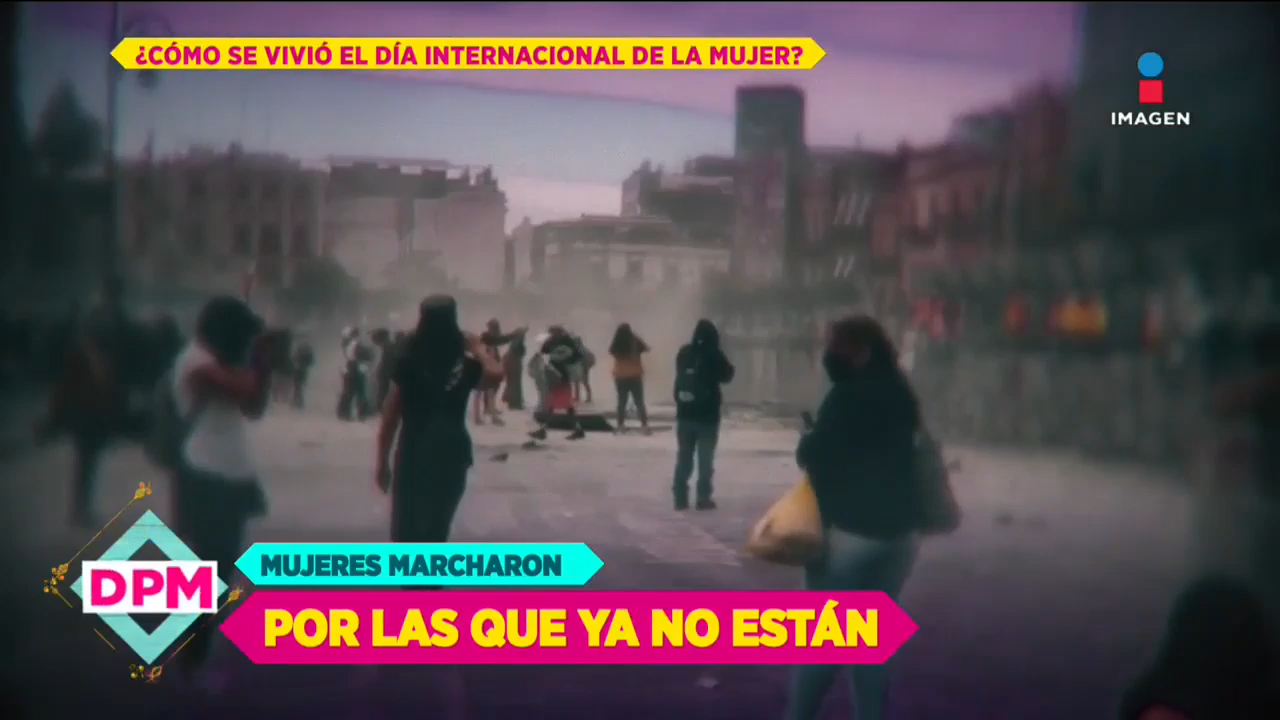 ¿CÓMO SE VIVIÓ EL DÍA INTERNACIONAL DE LA MUJER?
IMAGEN
MUJERES MARCHARON
DPM
POR LAS QUE YA NO ESTÁN